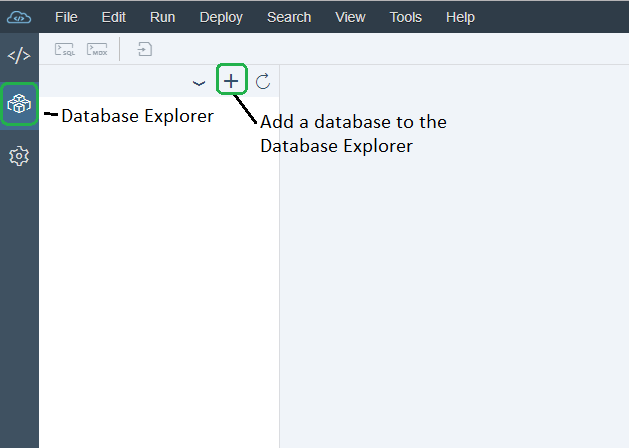 File Edit Run Deploy Search View Tools Help
</>
SQL MDX
Database Explorer
Add a database to the
Database Explorer